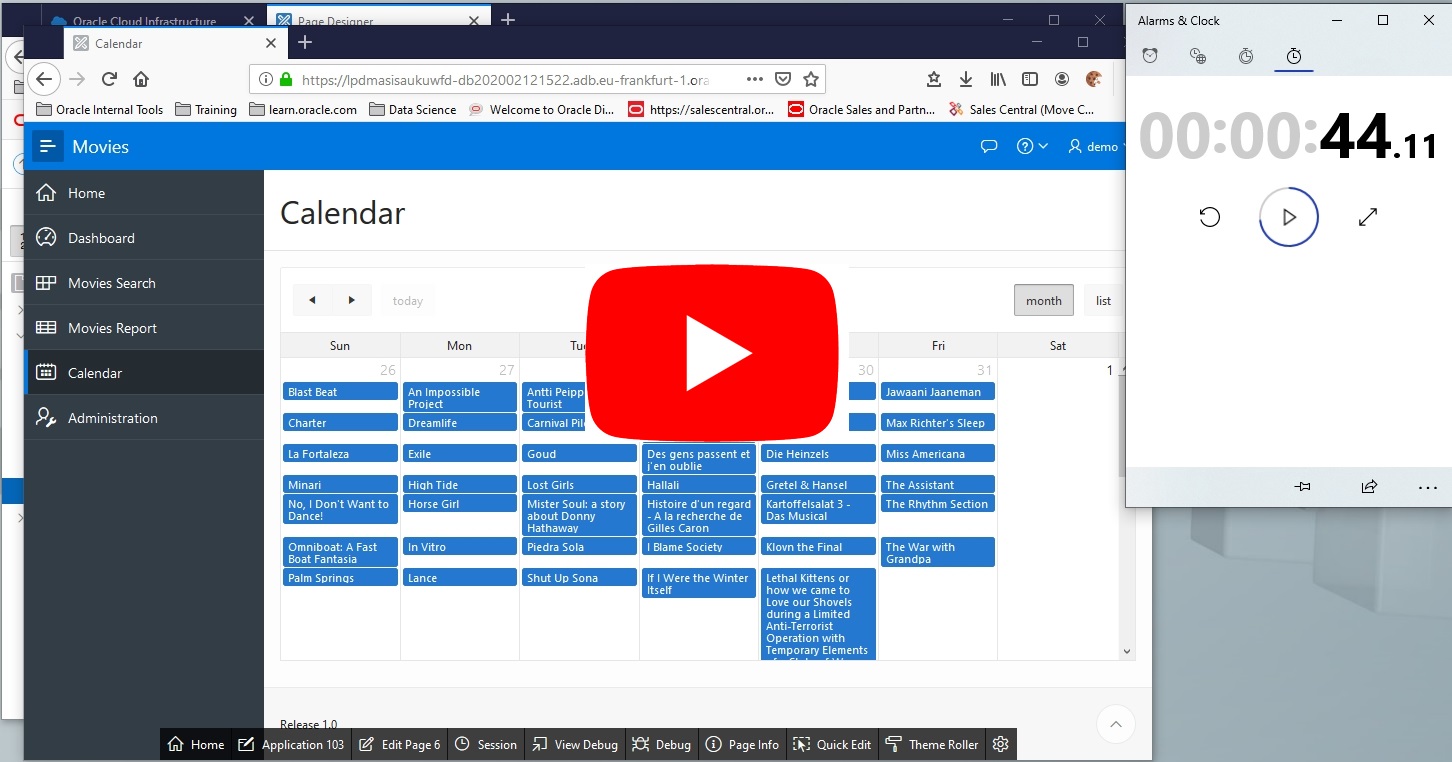 Oracle Cloud Infrastructure
Page Designer
Alarms & Clock
Calendar
https://lpdmasisaukuwfd-db202002121522.adb.eu-frankfurt-1.ora
Oracle Internal Tools
Training
learn.oracle.com
Data Science
Welcome to Oracle Di...
https://salescentral.or...
Oracle Sales and Partn...
Sales Central (Move C...
00:00:44.11
Movies
demo
Home
Dashboard
Movies Search
Movies Report
Calendar
Administration
Calendar
today
month
list
Sun
Mon
Fri
Sat
26
27
30
31
1
Blast Beat
An Impossible
Project
Antti Peipp
Tourist
Jawaani Jaaneman
Charter
Dreamlife
Carnival
Max Richter's Sleep
La Fortaleza
Exile
Goud
Des gens passent et
j'en oublie
Die Heinzels
Miss Americana
Minari
High Tide
Lost Girls
Hallali
Gretel & Hansel
The Assistant
No, I Don't Want to
Dance!
Horse Girl
Mister Soul: a story
about Donny
Hathaway
Histoire d'un regard
- A la recherche de
Gilles Caron
Kartoffelsalat 3 -
Das Musical
The Rhythm Section
Omniboat: A Fast
Boat Fantasia
In Vitro
Piedra Sola
I Blame Society
Klovn the Final
The War with
Grandpa
Palm Springs
Lance
Shut Up Sona
If I Were the Winter
Itself
Lethal Kittens or
how we came to
Love our Shovels
during a Limited
Anti-Terrorist
Operation with
Temporary Elements
Release 1.0
Home
Application 103
Edit Page 6
Session
View Debug
Debug
Page Info
Quick Edit
Theme Roller